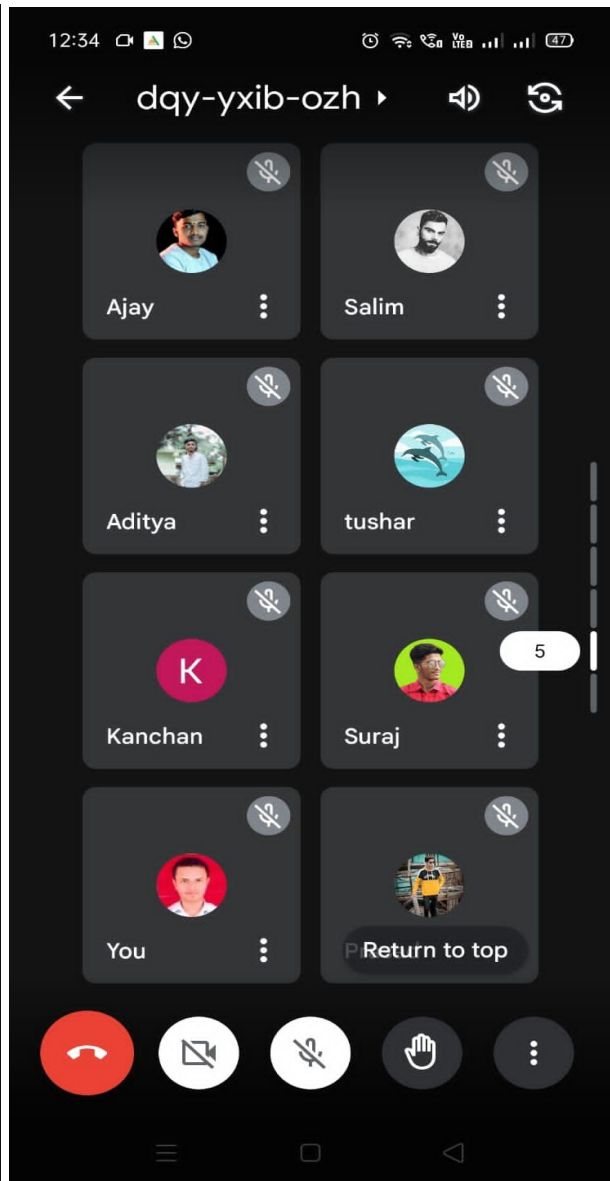 12:34 47
dqy-yxib-ozh
Ajay Salim
Aditya tushar
K
5
Kanchan Suraj
You Return to top